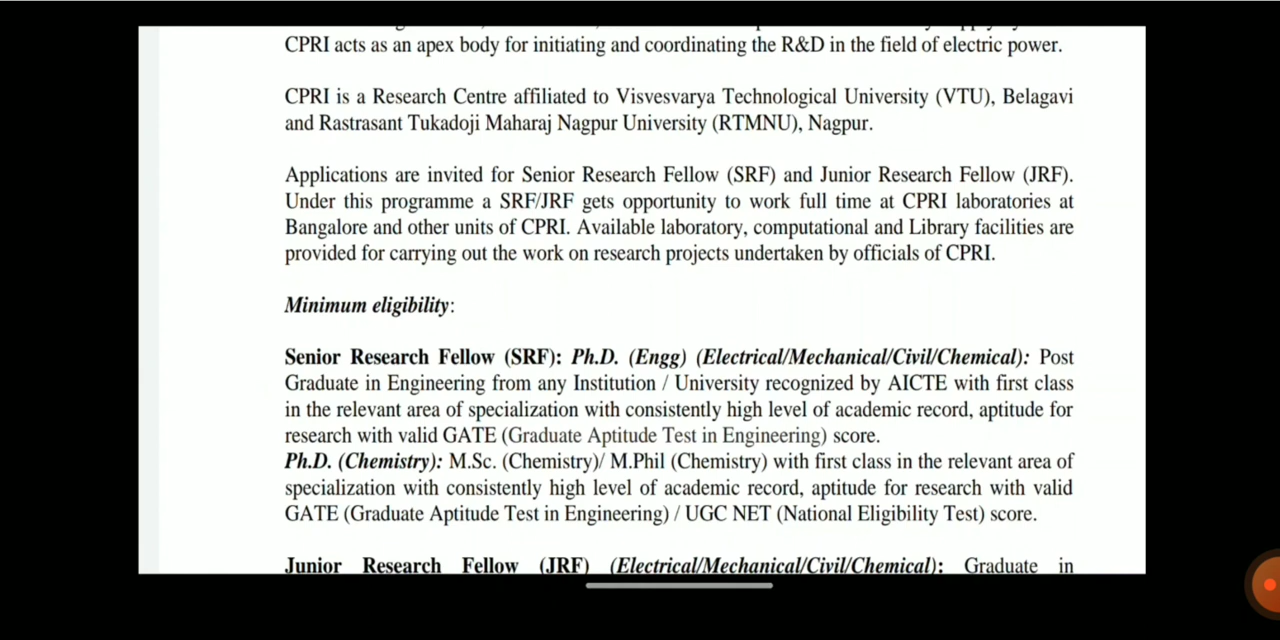 CPRI acts as an apex body for initiating and coordinating the R&D in the field of electric power.
CPRI is a Research Centre affiliated to Visvesvarya Technological University (VTU), Belagavi
and Rastrasant Tukadoji Maharaj Nagpur University (RTMNU), Nagpur.
Applications are invited for Senior Research Fellow (SRF) and Junior Research Fellow (JRF).
Under this programme a SRF/JRF gets opportunity to work full time at CPRI laboratories at
Bangalore and other units of CPRI. Available laboratory, computational and Library facilities are
provided for carrying out the work on research projects undertaken by officials of CPRI.
Minimum eligibility:
Senior Research Fellow (SRF): Ph.D. (Engg) (Electrical/Mechanical/Civil/Chemical): Post
Graduate in Engineering from any Institution / University recognized by AICTE with first class
in the relevant area of specialization with consistently high level of academic record, aptitude for
research with valid GATE (Graduate Aptitude Test in Engineering) score.
Ph.D. (Chemistry): M.Sc. (Chemistry)/ M.Phil (Chemistry) with first class in the relevant area of
specialization with consistently high level of academic record, aptitude for research with valid
GATE (Graduate Aptitude Test in Engineering) / UGC NET (National Eligibility Test) score.
Junior Research Fellow (JRF) (Electrical/Mechanical/Civil/Chemical): Graduate in